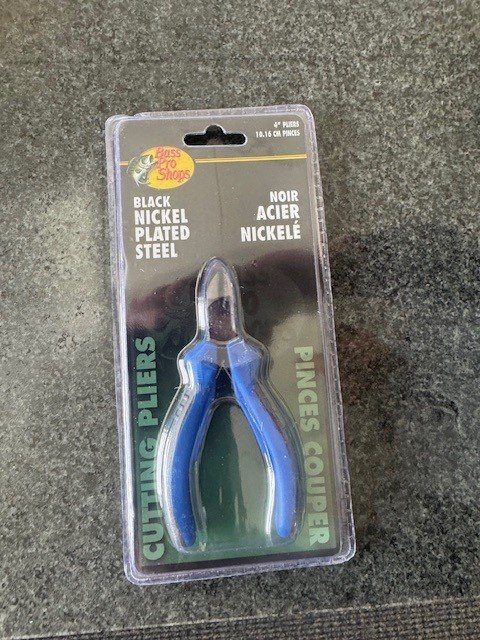 4" PLIERS
10.16 CM PINCES
Bass
Pro
Shops
BLACK
NICKEL
PLATED
STEEL
NOIR
ACIER
NICKELÉ
CUTTING PLIERS
PINCES COUPER